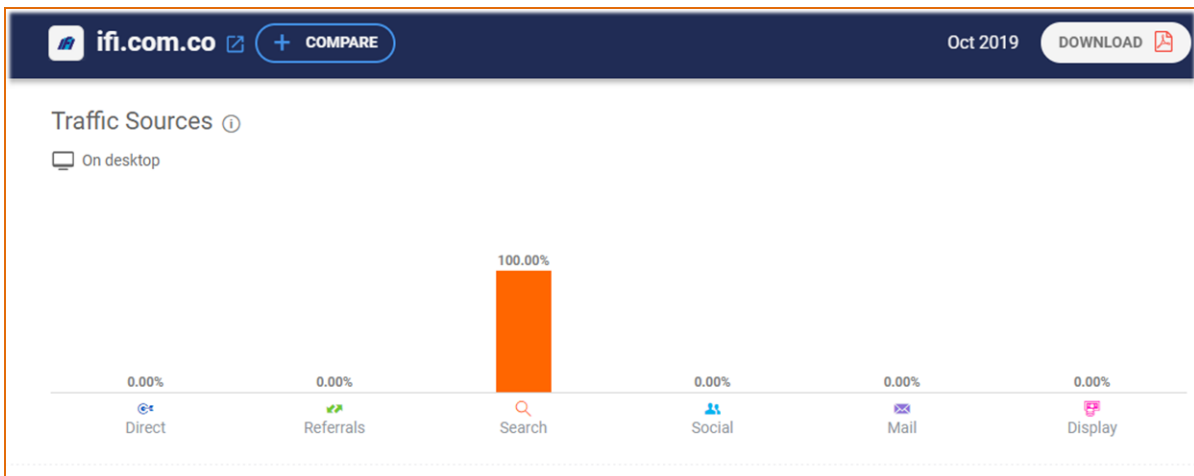 iFi ifi.com.co + COMPARE Oct 2019 DOWNLOAD
Traffic Sources
On desktop
100.00%
0.00% 0.00% 0.00% 0.00% 0.00%
Direct Referrals Search Social Mail Display